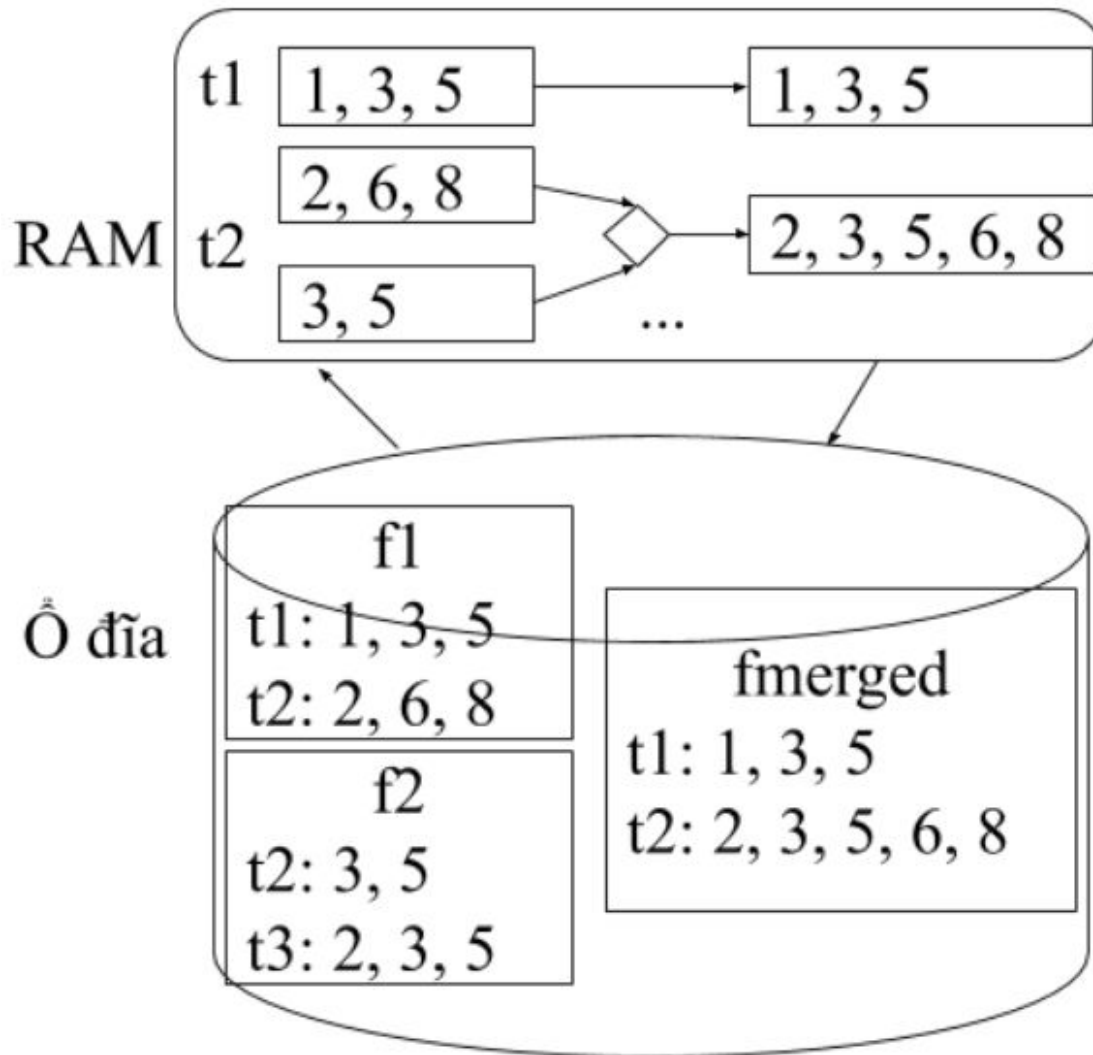 t1
1, 3, 5
1, 3, 5
2, 6, 8
RAM
t2
2, 3, 5, 6, 8
3, 5
...
Ổ đĩa
f1
t1: 1, 3, 5
t2: 2, 6, 8
f2
t2: 3, 5
t3: 2, 3, 5
fmerged
t1: 1, 3, 5
t2: 2, 3, 5, 6, 8